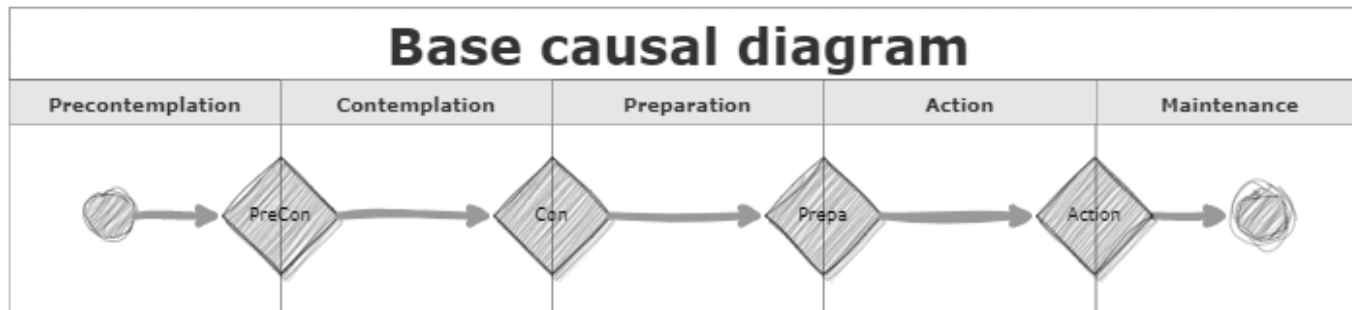 Base causal diagram
Precontemplation Contemplation Preparation Action Maintenance
PreCon Con Prepa Action